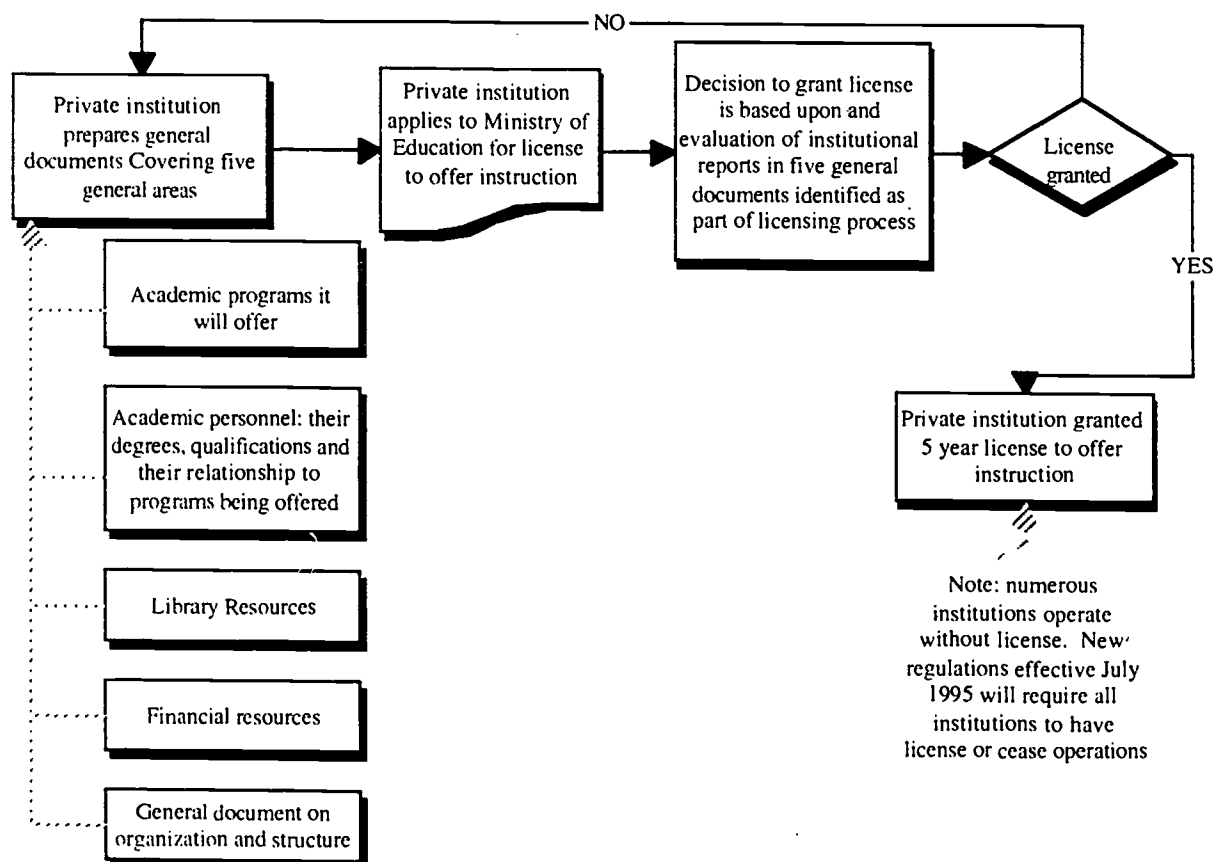 NO
Private institution
prepares general
documents Covering five
general areas
Private institution
applies to Ministry of
Education for license
to offer instruction
Decision to grant license
is based upon and
evaluation of institutional
reports in five general
documents identified as
part of licensing process
License
granted
YES
Academic programs it
will offer
Academic personnel: their
degrees, qualifications and
their relationship to
programs being offered
Library Resources
Financial resources
General document on
organization and structure
Private institution granted
5 year license to offer
instruction
Note: numerous
institutions operate
without license. New
regulations effective July
1995 will require all
institutions to have
license or cease operations